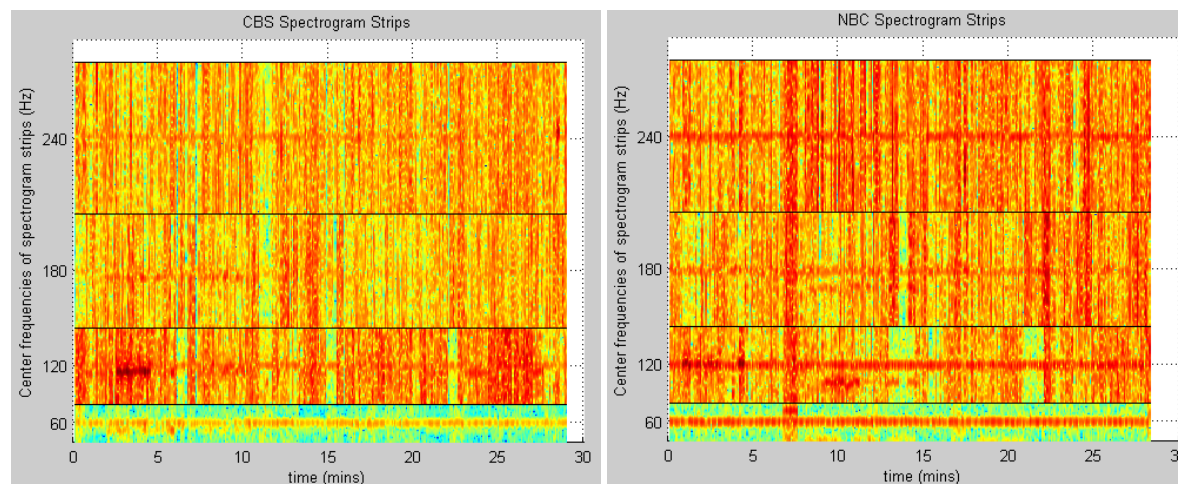 CBS Spectrogram Strips
Center frequencies of spectrogram strips (Hz)
240
180
120
60
0 5 10 15 20 25 30
time (mins)
NBC Spectrogram Strips
Center frequencies of spectrogram strips (Hz)
240
180
120
60
0 5 10 15 20 25
time (mins)